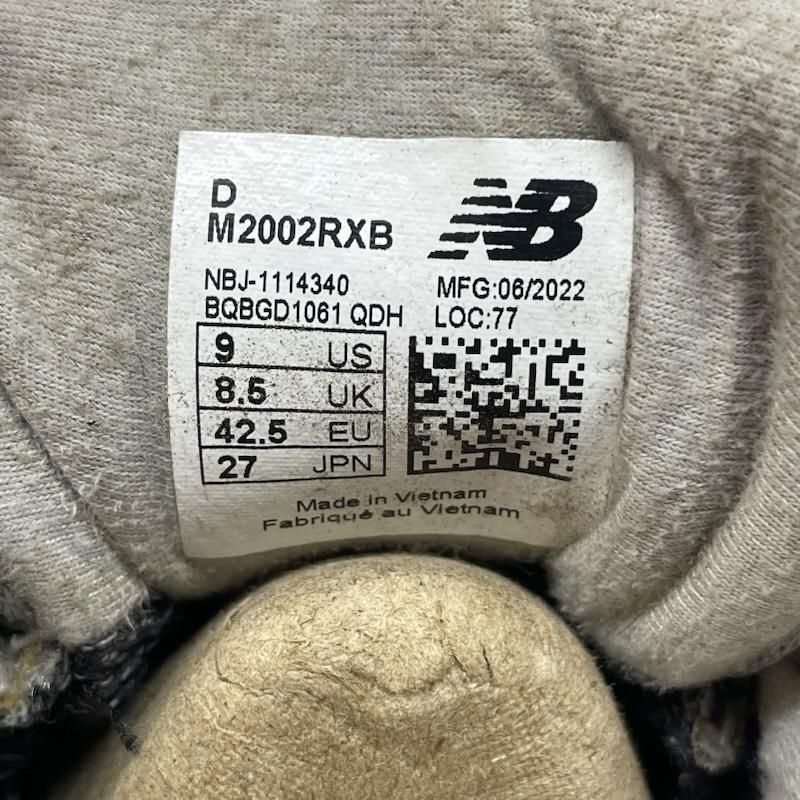 D
M2002RXB
NB
NBJ-1114340
MFG:06/2022
BQBGD1061 QDH
LOC:77
9 US
8.5 UK
42.5 EU
27 JPN
Made in Vietnam
Fabriqué au Vietnam